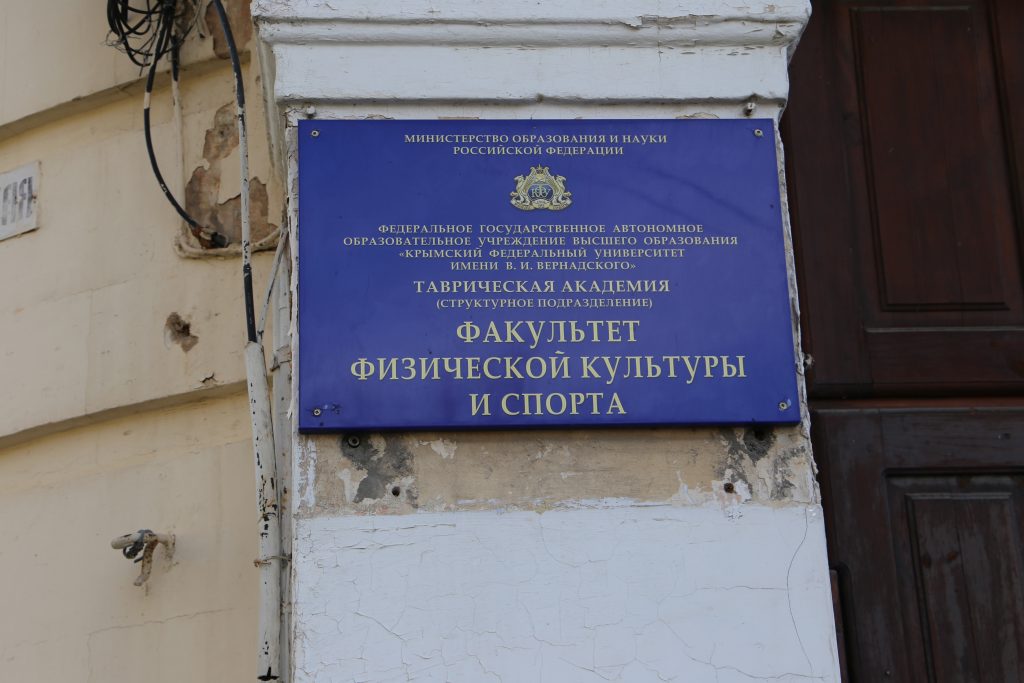 МИНИСТЕРСТВО ОБРАЗОВАНИЯ И НАУКИ
РОССИЙСКОЙ ФЕДЕРАЦИИ
КФУ
ФЕДЕРАЛЬНОЕ ГОСУДАРСТВЕННОЕ АВТОНОМНОЕ
ОБРАЗОВАТЕЛЬНОЕ УЧРЕЖДЕНИЕ ВЫСШЕГО ОБРАЗОВАНИЯ
«КРЫМСКИЙ ФЕДЕРАЛЬНЫЙ УНИВЕРСИТЕТ
ИМЕНИ В. И. ВЕРНАДСКОГО»
ТАВРИЧЕСКАЯ АКАДЕМИЯ
(СТРУКТУРНОЕ ПОДРАЗДЕЛЕНИЕ)
ФАКУЛЬТЕТ
ФИЗИЧЕСКОЙ КУЛЬТУРЫ
И СПОРТА